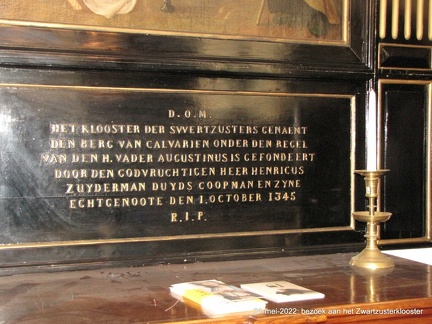 D.O.M.
HET KLOOSTER DER SWERTZUSTERS GENAEMT
DEN BERG VAN CALVARIEN ONDER DEN REGEL
VAN DEN H. VADER AUGUSTINUS IS GEFONDEERT
DOOR DEN GODVRUCHTIGEN HEER HENRICUS
ZUYDERMAN DUYDS COOPMAN EN ZYNE
ECHTGENOOTE DEN 1. OCTOBER 1345
R.I.P.
mei-2022: bezoek aan het Zwartzusterklooster